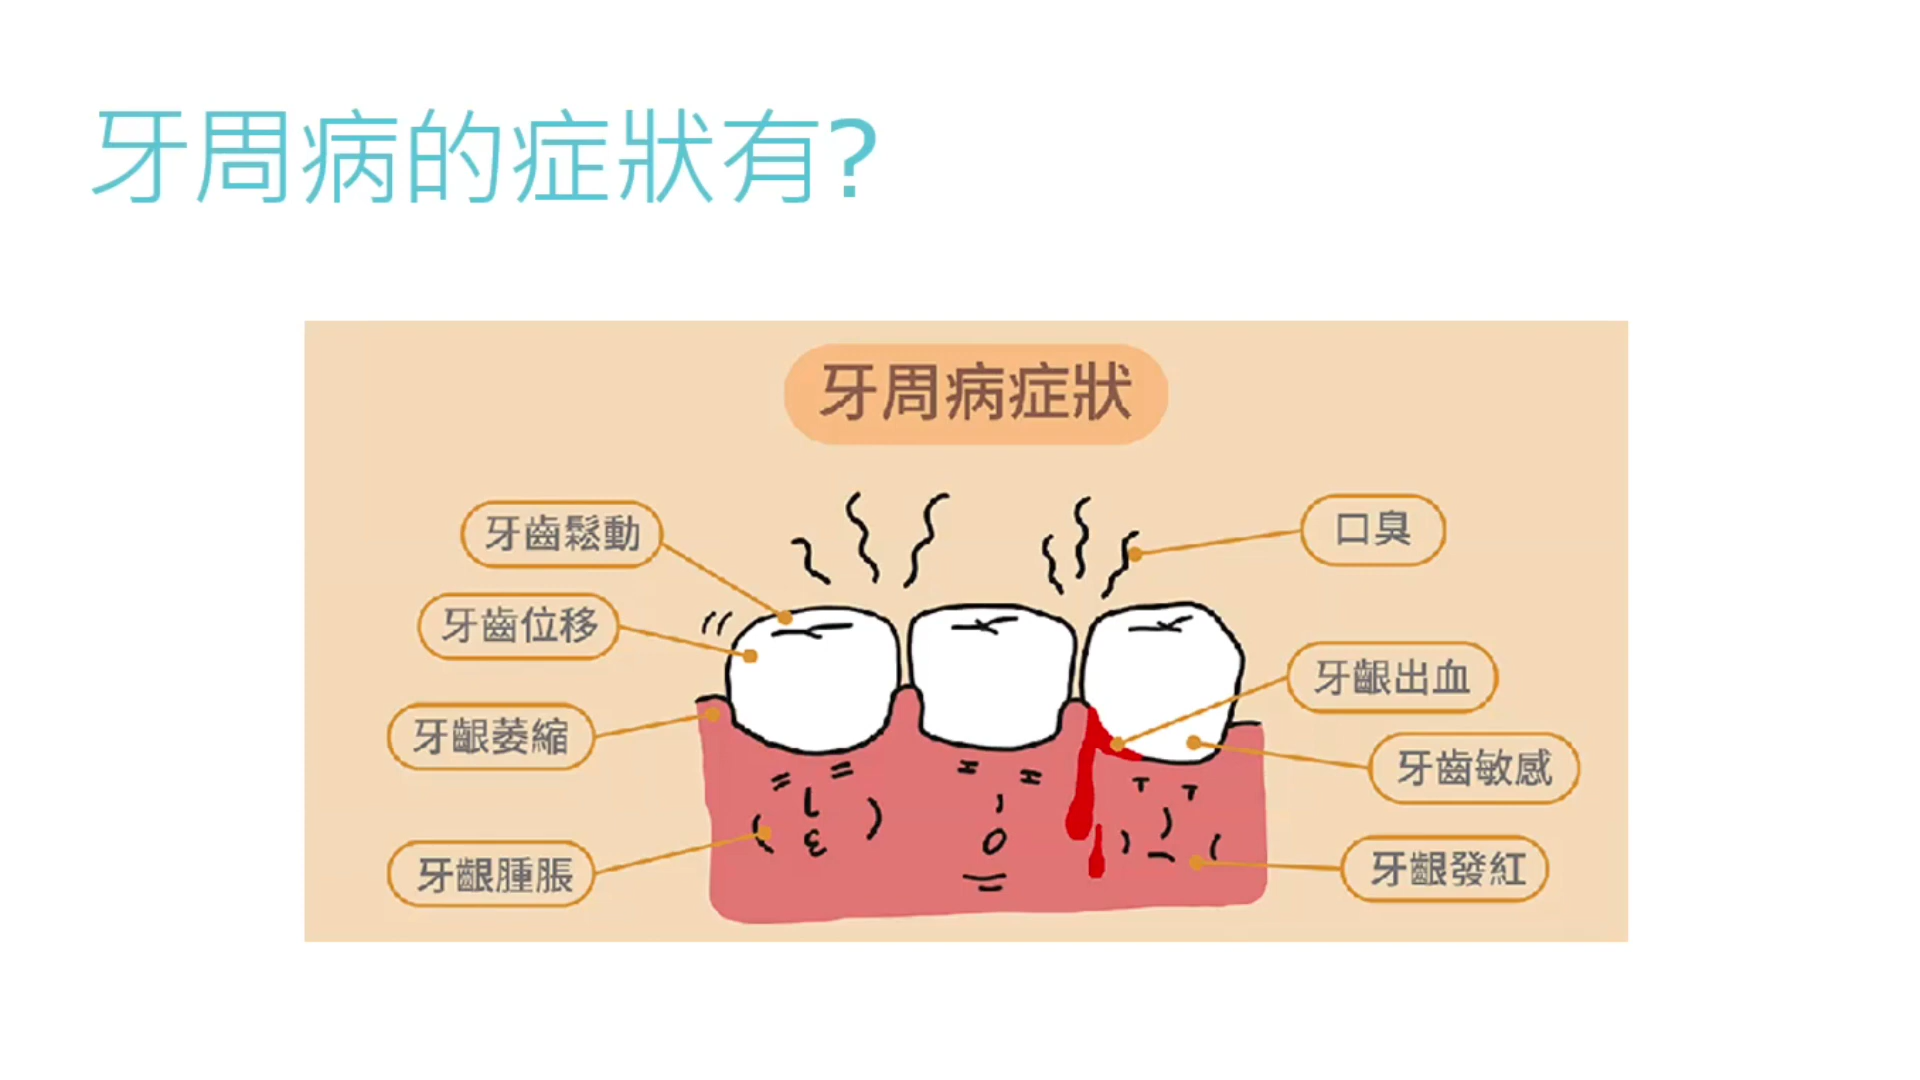 牙周病的症狀有?
牙周病症狀
牙齒鬆動
牙齒位移
牙齦萎縮
牙齦腫脹
口臭
牙齦出血
牙齒敏感
牙齦發紅